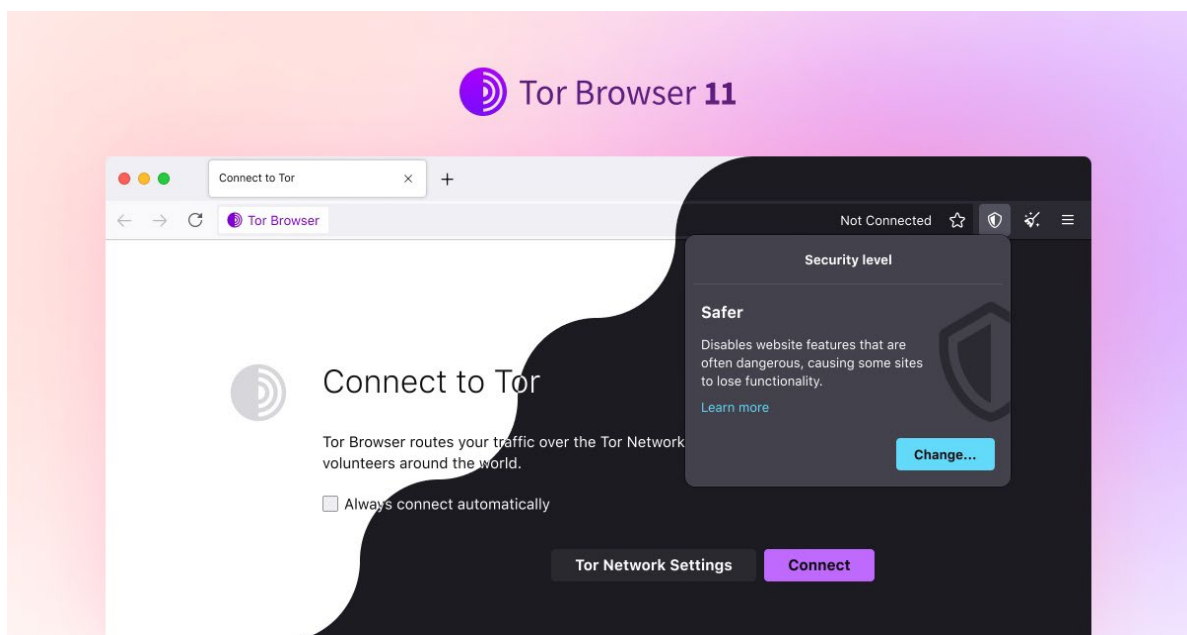 Tor Browser 11
Connect to Tor
Tor Browser
Not Connected
Security level
Safer
Disables website features that are
often dangerous, causing some sites
to lose functionality.
Learn more
Change...
Connect to Tor
Tor Browser routes your traffic over the Tor Network
volunteers around the world.
Always connect automatically
Tor Network Settings
Connect